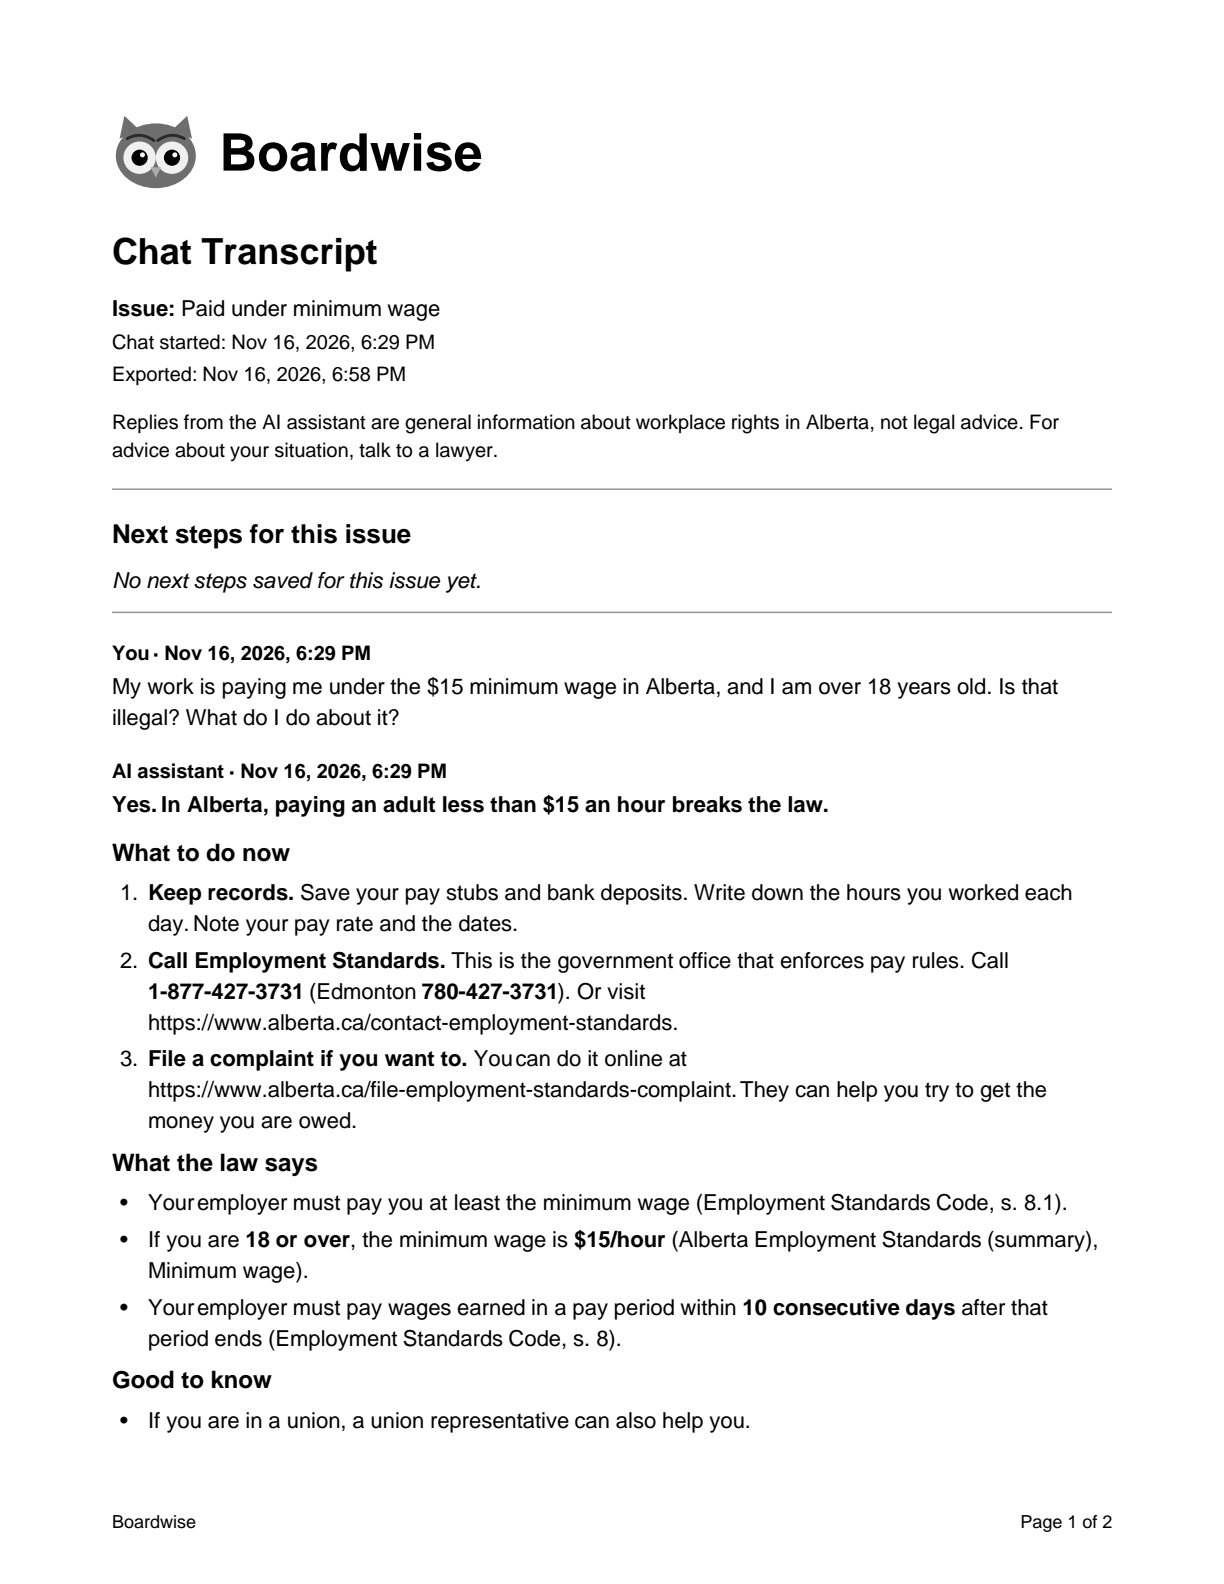 Boardwise
Chat Transcript
Issue: Paid under minimum wage
Chat started: Nov 16, 2026, 6:29 PM
Exported: Nov 16, 2026, 6:58 PM
Replies from the AI assistant are general information about workplace rights in Alberta, not legal advice. For
advice about your situation, talk to a lawyer.
Next steps for this issue
No next steps saved for this issue yet.
You · Nov 16, 2026, 6:29 PM
My work is paying me under the $15 minimum wage in Alberta, and I am over 18 years old. Is that
illegal? What do I do about it?
AI assistant · Nov 16, 2026, 6:29 PM
Yes. In Alberta, paying an adult less than $15 an hour breaks the law.
What to do now
1. Keep records. Save your pay stubs and bank deposits. Write down the hours you worked each
day. Note your pay rate and the dates.
2. Call Employment Standards. This is the government office that enforces pay rules. Call
1-877-427-3731 (Edmonton 780-427-3731). Or visit
https://www.alberta.ca/contact-employment-standards.
3. File a complaint if you want to. You can do it online at
https://www.alberta.ca/file-employment-standards-complaint. They can help you try to get the
money you are owed.
What the law says
• Your employer must pay you at least the minimum wage (Employment Standards Code, s. 8.1).
• If you are 18 or over, the minimum wage is $15/hour (Alberta Employment Standards (summary),
Minimum wage).
• Your employer must pay wages earned in a pay period within 10 consecutive days after that
period ends (Employment Standards Code, s. 8).
Good to know
• If you are in a union, a union representative can also help you.
Boardwise
Page 1 of 2